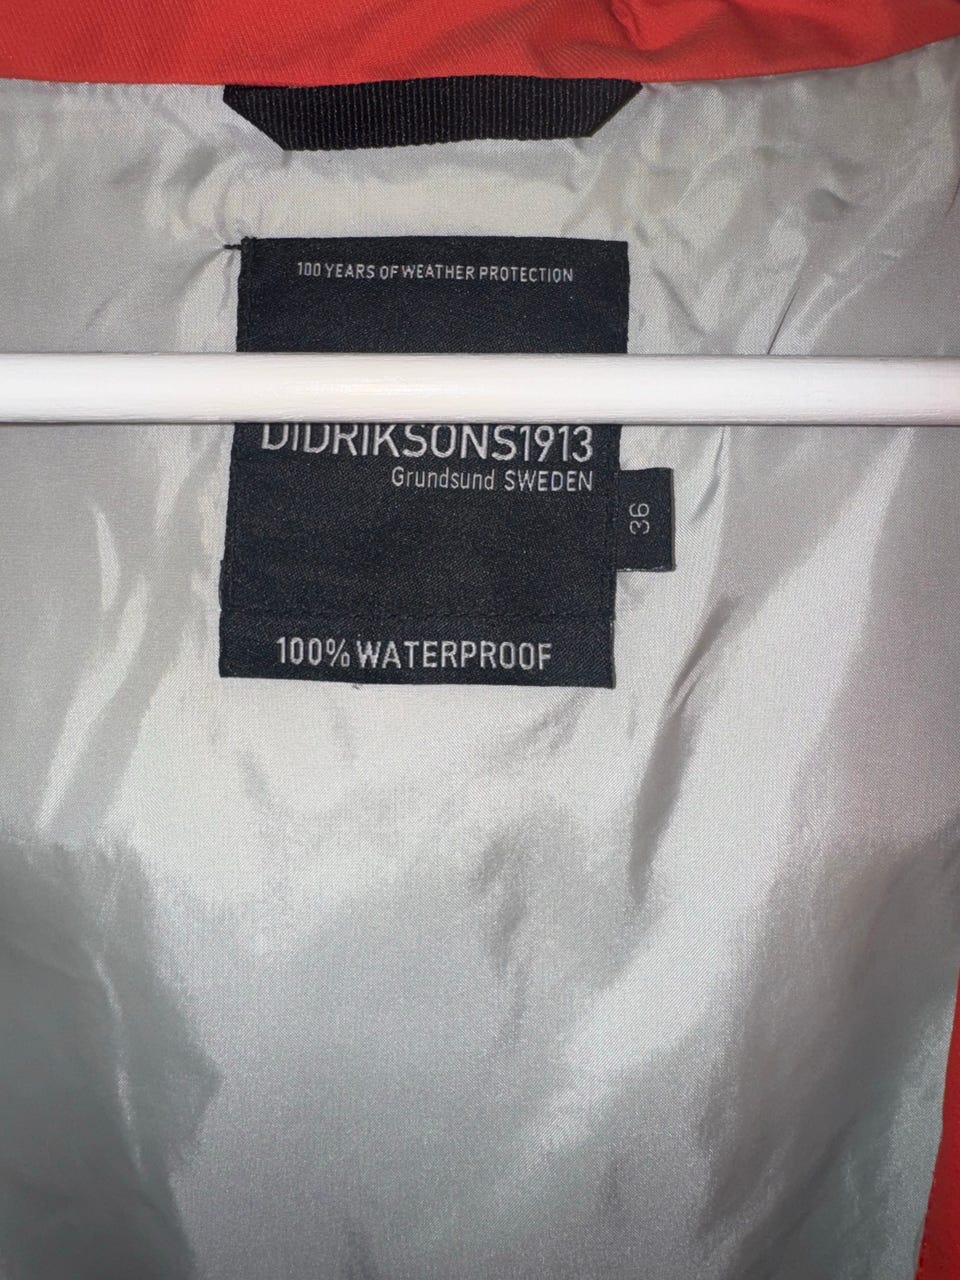 100 YEARS OF WEATHER PROTECTION
DIDRIKSONS1913
Grundsund SWEDEN
36
100% WATERPROOF